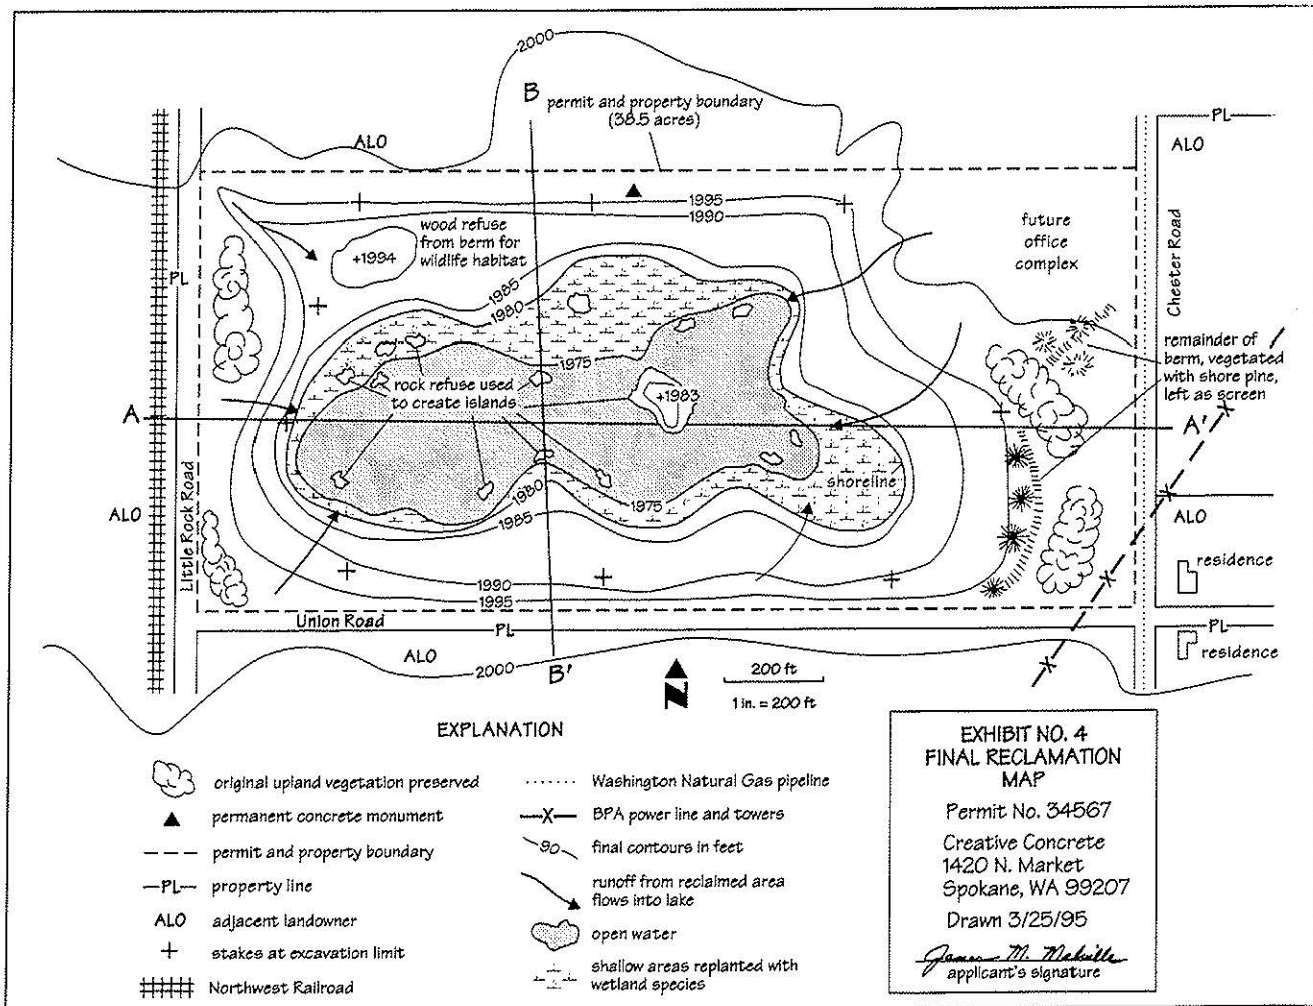 2000
B
permit and property boundary
(38.5 acres)
PL
ALO
ALO
1995
1990
wood refuse
from berm for
wildlife habitat
+1994
future
office
complex
Chester Road
PL
1985
1980
1975
remainder of
berm, vegetated
with shore pine,
left as screen
rock refuse used
to create islands
+1983
A
A'
Little Rock Road
shoreline
1980
1975
1985
ALO
ALO
residence
1990
1995
Union Road
PL
PL
ALO
2000
B'
residence
N
200 ft
1 in. = 200 ft
EXPLANATION
original upland vegetation preserved
permanent concrete monument
permit and property boundary
PL property line
ALO adjacent landowner
+ stakes at excavation limit
Northwest Railroad
Washington Natural Gas pipeline
X BPA power line and towers
90 final contours in feet
runoff from reclaimed area
flows into lake
open water
shallow areas replanted with
wetland species
EXHIBIT NO. 4
FINAL RECLAMATION
MAP
Permit No. 34567
Creative Concrete
1420 N. Market
Spokane, WA 99207
Drawn 3/25/95
James M. Melville
applicant's signature